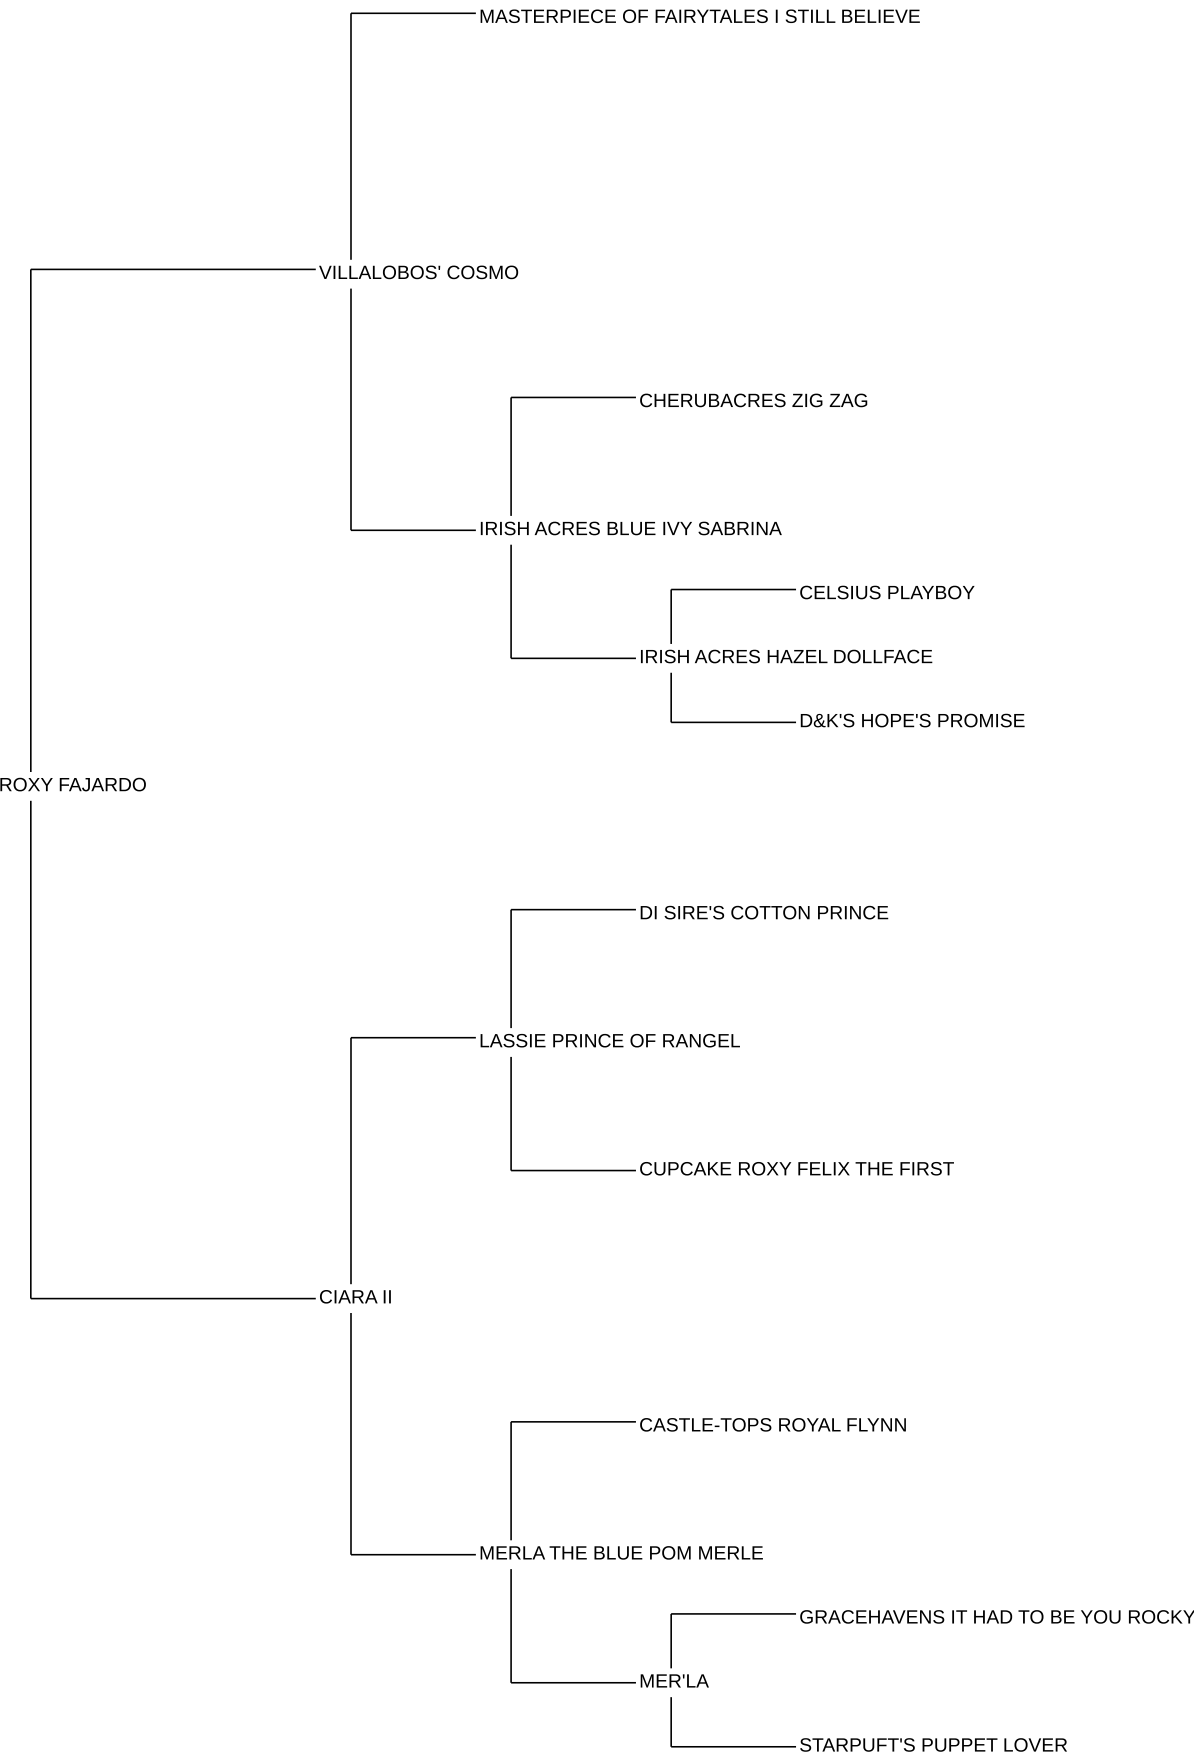 MASTERPIECE OF FAIRYTALES I STILL BELIEVE
VILLALOBOS' COSMO
CHERUBACRES ZIG ZAG
IRISH ACRES BLUE IVY SABRINA
CELSIUS PLAYBOY
IRISH ACRES HAZEL DOLLFACE
D&K'S HOPE'S PROMISE
ROXY FAJARDO
DI SIRE'S COTTON PRINCE
LASSIE PRINCE OF RANGEL
CUPCAKE ROXY FELIX THE FIRST
CIARA II
CASTLE-TOPS ROYAL FLYNN
MERLA THE BLUE POM MERLE
GRACEHAVENS IT HAD TO BE YOU ROCKY
MER'LA
STARPUFT'S PUPPET LOVER